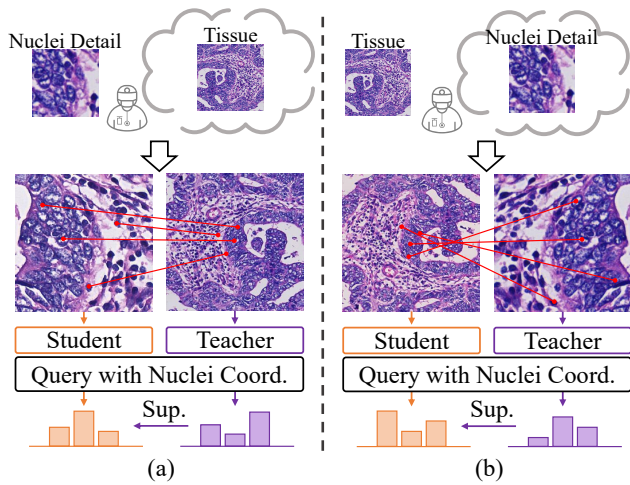 Nuclei Detail
Tissue
Student
Teacher
Query with Nuclei Coord.
Sup.
(a)
Tissue
Nuclei Detail
Student
Teacher
Query with Nuclei Coord.
Sup.
(b)